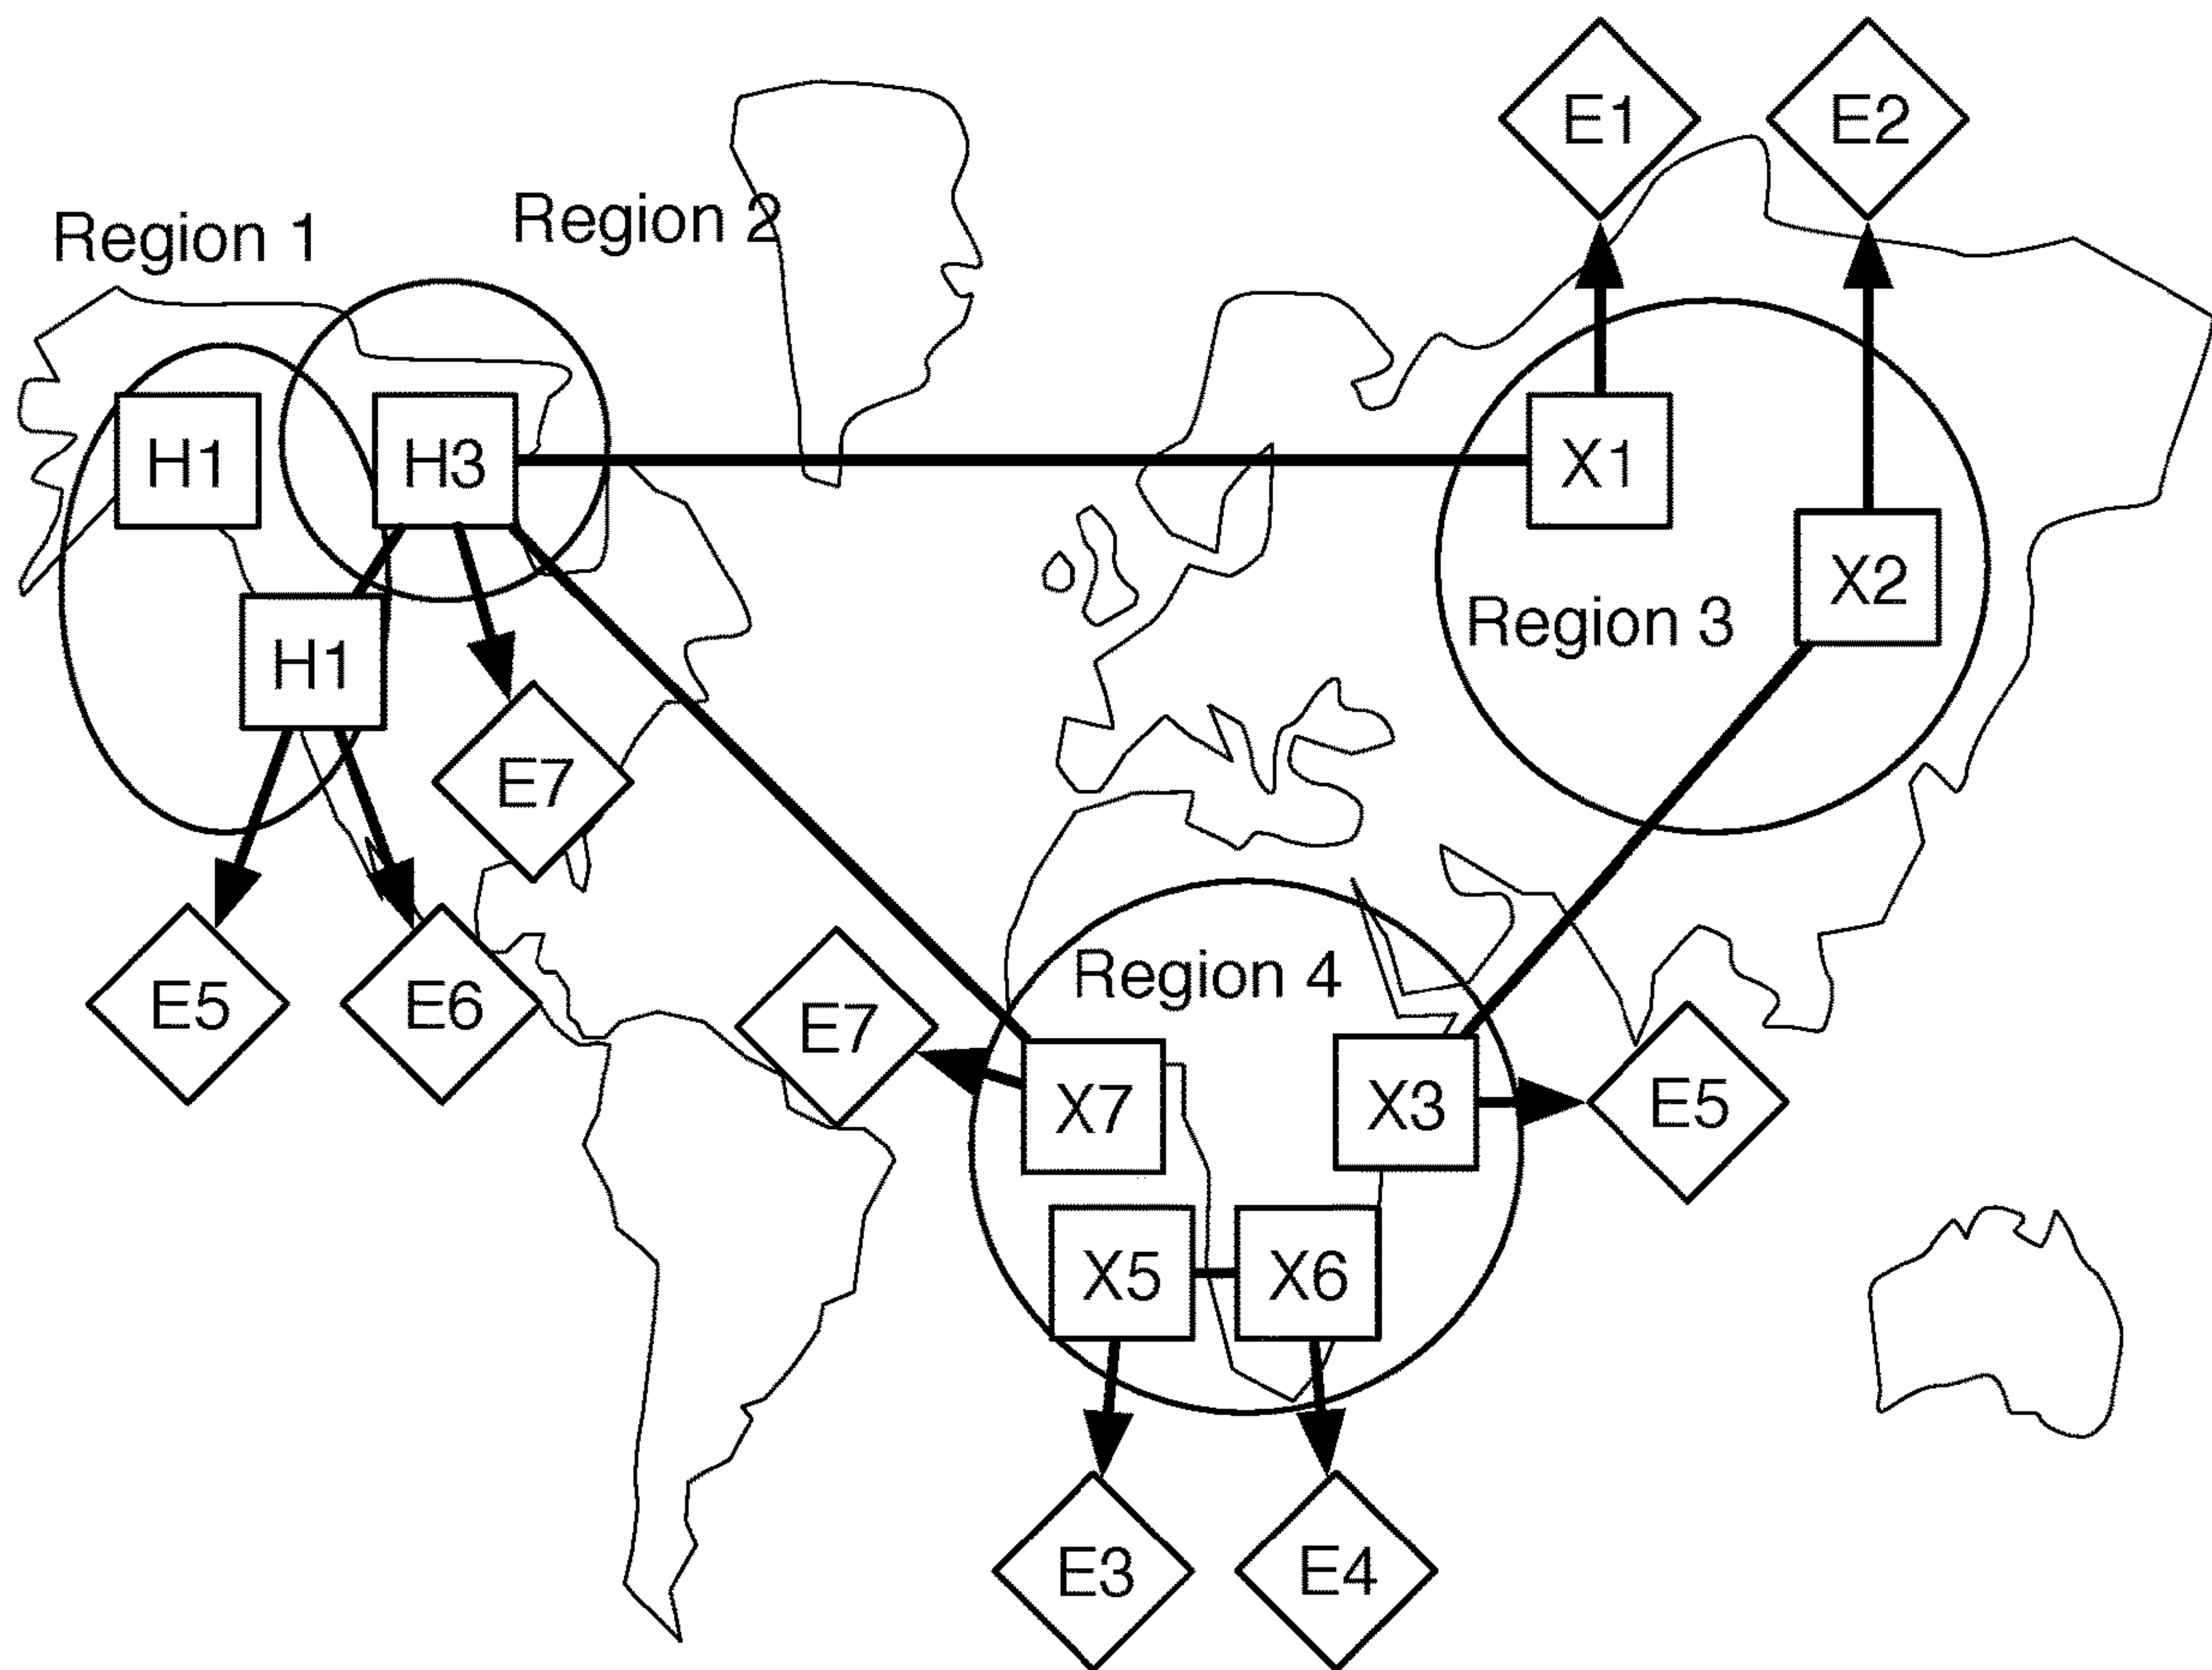 E1
E2
Region 1
Region 2
H1
H3
X1
X2
Region 3
H1
E7
E5
E6
E7
Region 4
X7
X3
E5
X5
X6
E3
E4